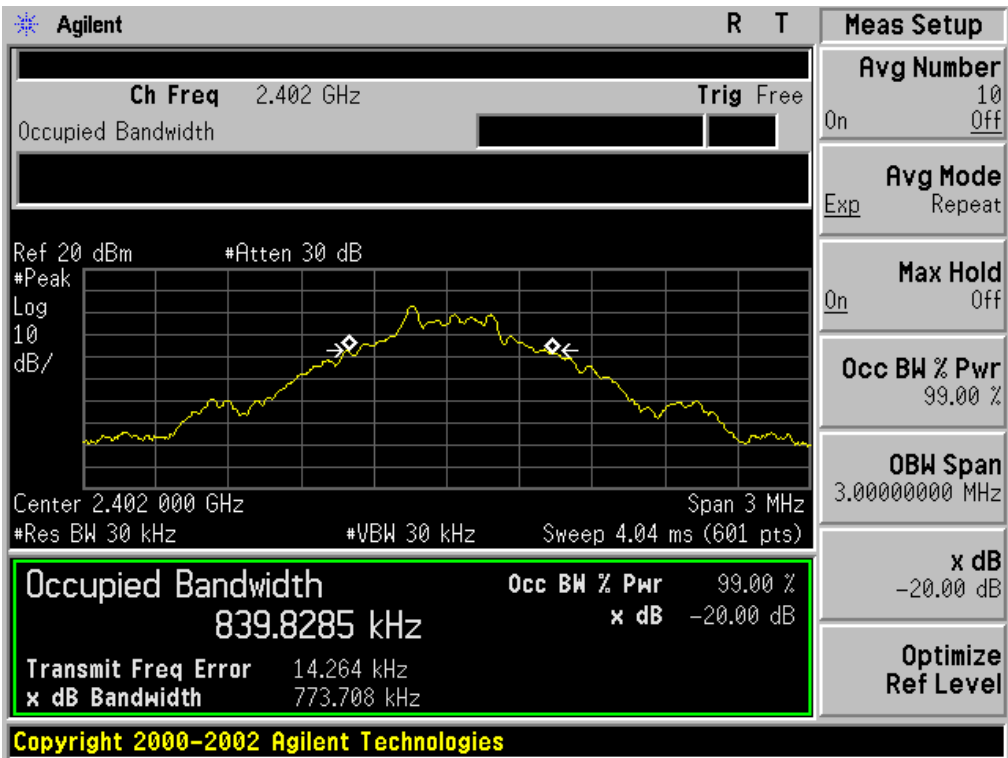 Agilent R T
Ch Freq 2.402 GHz Trig Free
Occupied Bandwidth
Ref 20 dBm #Atten 30 dB
#Peak
Log
10
dB/
Center 2.402 000 GHz Span 3 MHz
#Res BW 30 kHz #VBW 30 kHz Sweep 4.04 ms (601 pts)
Occupied Bandwidth Occ BW % Pwr 99.00 %
839.8285 kHz x dB -20.00 dB
Transmit Freq Error 14.264 kHz
x dB Bandwidth 773.708 kHz
Copyright 2000-2002 Agilent Technologies
Meas Setup
Avg Number
10
On Off
Avg Mode
Exp Repeat
Max Hold
On Off
Occ BW % Pwr
99.00 %
OBW Span
3.00000000 MHz
x dB
-20.00 dB
Optimize
Ref Level